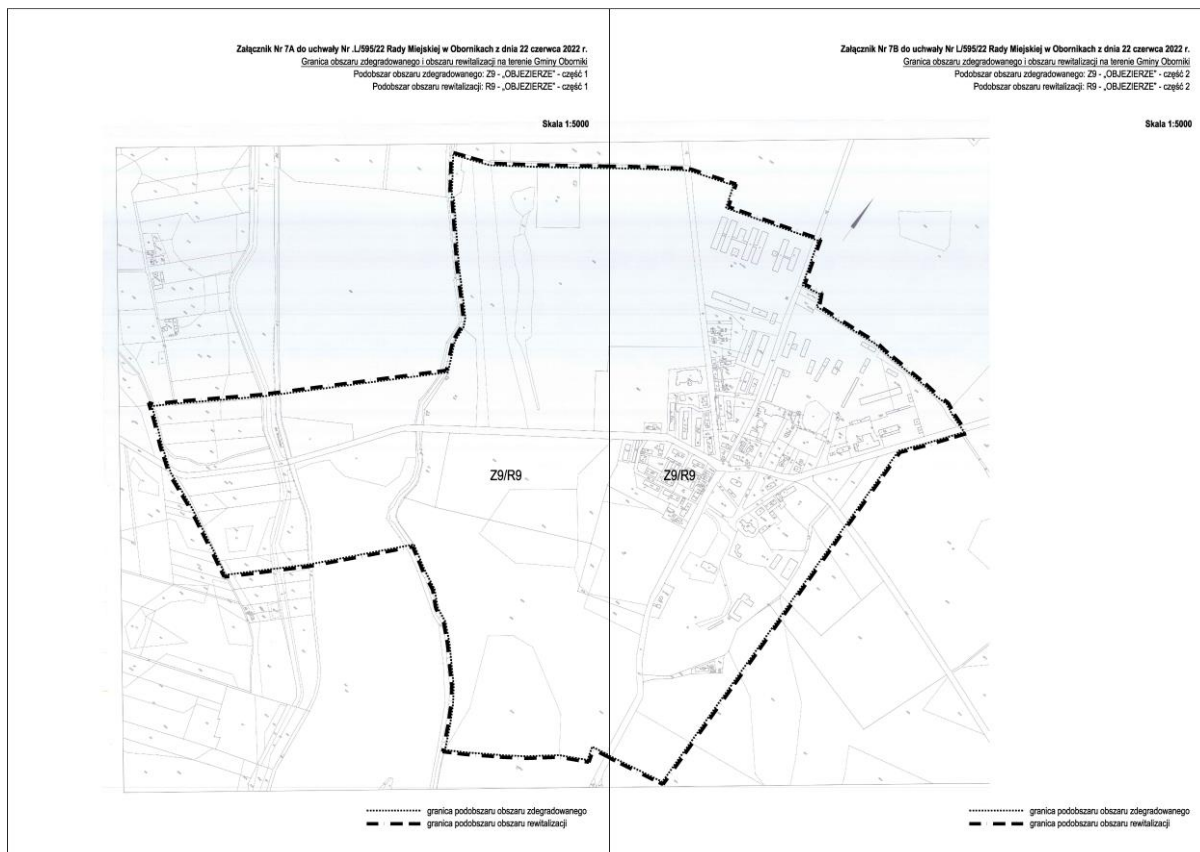 Załącznik Nr 7A do uchwały Nr .L/595/22 Rady Miejskiej w Obornikach z dnia 22 czerwca 2022 r.
Granica obszaru zdegradowanego i obszaru rewitalizacji na terenie Gminy Oborniki
Podobszar obszaru zdegradowanego: Z9 - „OBJEZIERZE" - część 1
Podobszar obszaru rewitalizacji: R9 - „OBJEZIERZE" - część 1
Skala 1:5000
Z9/R9
granica podobszaru obszaru zdegradowanego
granica podobszaru obszaru rewitalizacji
Załącznik Nr 7B do uchwały Nr L/595/22 Rady Miejskiej w Obornikach z dnia 22 czerwca 2022 r.
Granica obszaru zdegradowanego i obszaru rewitalizacji na terenie Gminy Oborniki
Podobszar obszaru zdegradowanego: Z9 - „OBJEZIERZE" - część 2
Podobszar obszaru rewitalizacji: R9 - „OBJEZIERZE" - część 2
Skala 1:5000
Z9/R9
granica podobszaru obszaru zdegradowanego
granica podobszaru obszaru rewitalizacji